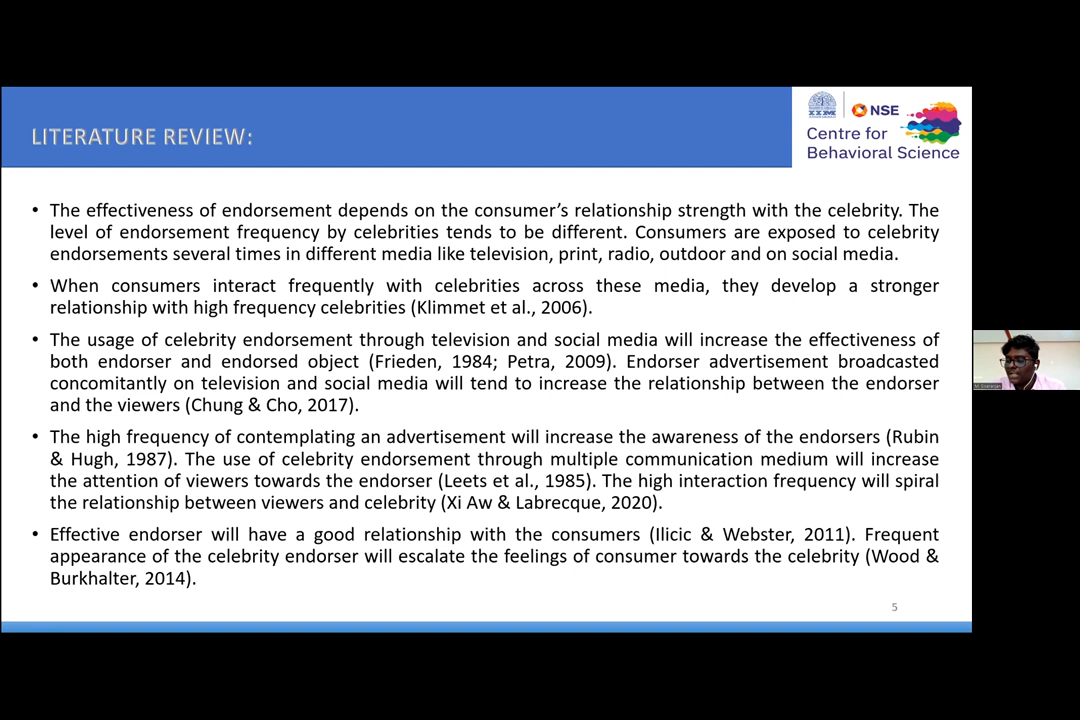 LITERATURE REVIEW:
IIM
NSE
Centre for
Behavioral Science
• The effectiveness of endorsement depends on the consumer’s relationship strength with the celebrity. The
level of endorsement frequency by celebrities tends to be different. Consumers are exposed to celebrity
endorsements several times in different media like television, print, radio, outdoor and on social media.
• When consumers interact frequently with celebrities across these media, they develop a stronger
relationship with high frequency celebrities (Klimmet et al., 2006).
• The usage of celebrity endorsement through television and social media will increase the effectiveness of
both endorser and endorsed object (Frieden, 1984; Petra, 2009). Endorser advertisement broadcasted
concomitantly on television and social media will tend to increase the relationship between the endorser
and the viewers (Chung & Cho, 2017).
• The high frequency of contemplating an advertisement will increase the awareness of the endorsers (Rubin
& Hugh, 1987). The use of celebrity endorsement through multiple communication medium will increase
the attention of viewers towards the endorser (Leets et al., 1985). The high interaction frequency will spiral
the relationship between viewers and celebrity (Xi Aw & Labrecque, 2020).
• Effective endorser will have a good relationship with the consumers (Ilicic & Webster, 2011). Frequent
appearance of the celebrity endorser will escalate the feelings of consumer towards the celebrity (Wood &
Burkhalter, 2014).
5